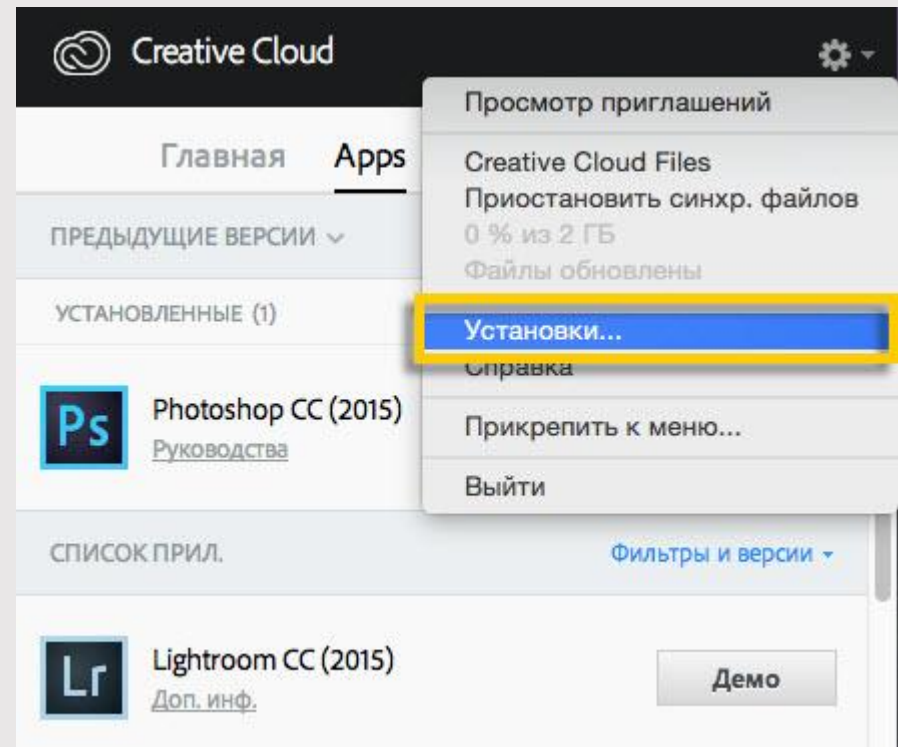 Creative Cloud
Просмотр приглашений
Главная Apps
Creative Cloud Files
Приостановить синхр. файлов
ПРЕДЫДУЩИЕ ВЕРСИИ
0 % из 2 ГБ
Файлы обновлены
УСТАНОВЛЕННЫЕ (1)
Установки...
Справка
Ps
Photoshop CC (2015)
Руководства
Прикрепить к меню...
Выйти
СПИСОК ПРИЛ.
Фильтры и версии
Lr
Lightroom CC (2015)
Доп. инф.
Демо